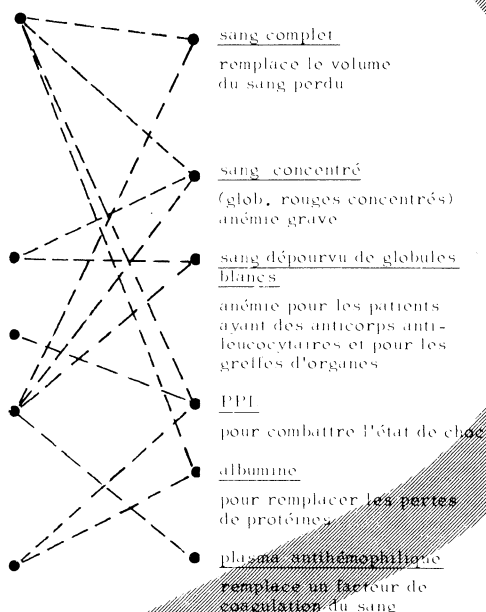 sang complet
remplace le volume
du sang perdu
sang concentré
(glob. rouges concentrés)
anémie grave
sang dépourvu de globules
blancs
anémie pour les patients
ayant des anticorps anti-
leucocytaires et pour les
greffes d'organes
PPL
pour combattre l'état de choc
albumine
pour remplacer les pertes
de protéines
plasma antihémophilique
remplace un facteur de
coagulation du sang